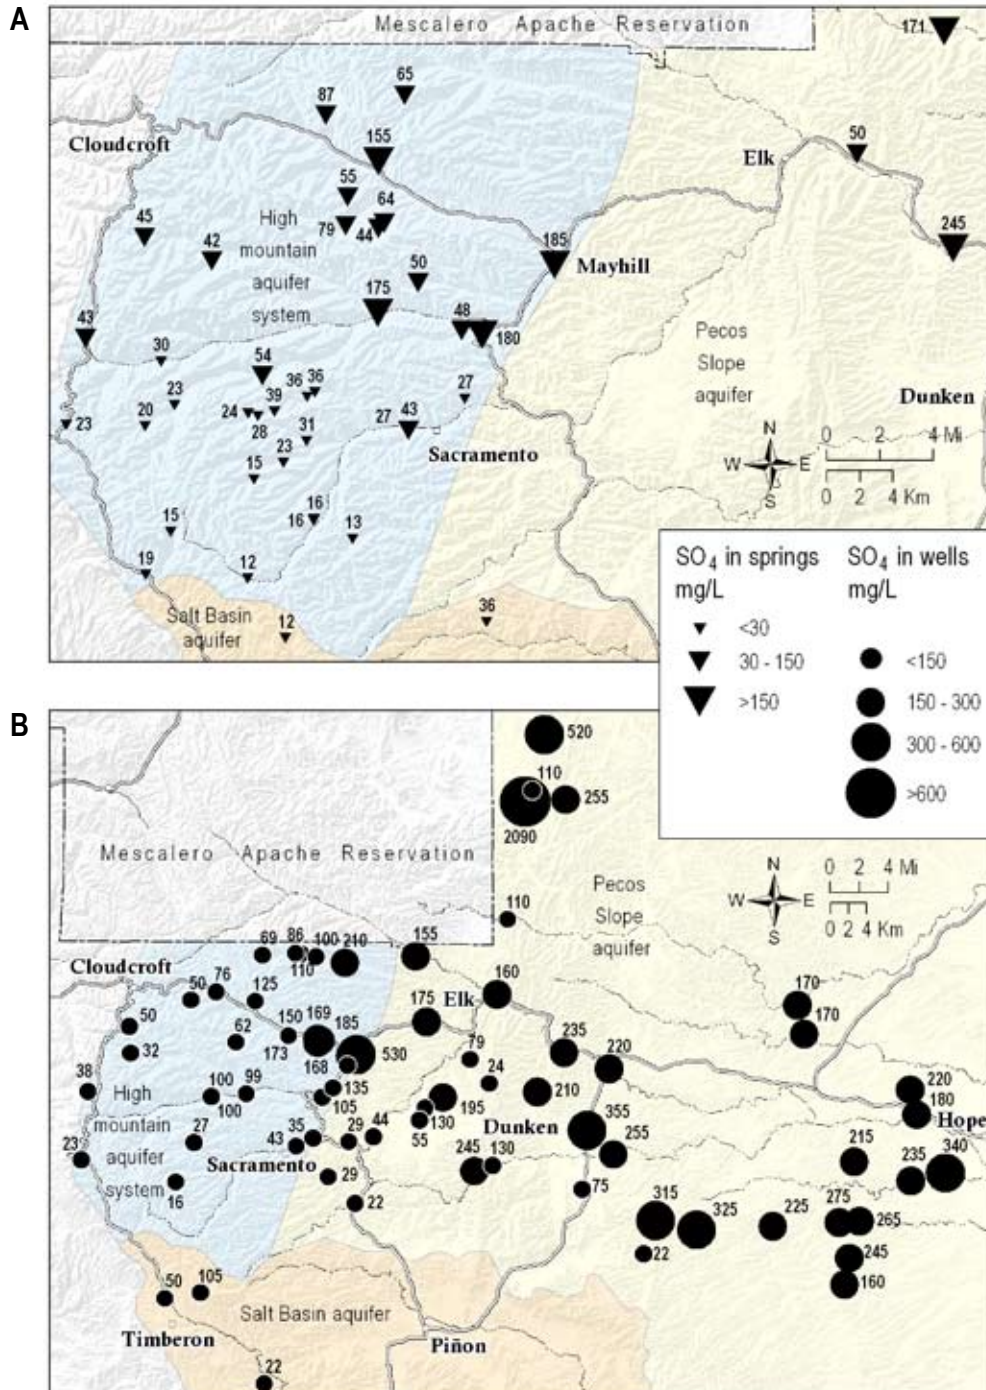 A
Mescalero Apache Reservation
171
65
87
Cloudcroft
155
Elk
50
55
64
79
44
High
mountain
aquifer
system
45
42
185
Mayhill
245
50
175
43
48
180
Pecos
Slope
aquifer
30
54
36
36
27
Dunken
23
39
24
28
20
23
27
43
31
Sacramento
23
15
N
W
E
S
0 2 4 Mi
0 2 4 Km
16
16
13
15
19
12
Salt Basin
aquifer
12
36
SO4 in springs
mg/L
<30
30 - 150
>150
SO4 in wells
mg/L
<150
150 - 300
300 - 600
>600
B
520
110
255
2090
Mescalero Apache Reservation
Pecos
Slope
aquifer
N
W
E
S
0 2 4 Mi
0 2 4 Km
110
Cloudcroft
69
86
110
100
210
155
50
76
125
Elk
160
170
170
50
62
150
173
169
185
175
235
32
530
79
220
38
168
24
100
100
99
135
105
195
210
220
180
Hope
High
mountain
aquifer
system
130
55
Dunken
355
27
43
35
29
44
255
215
235
340
23
Sacramento
245
130
16
29
22
75
315
325
225
275
265
22
245
160
50
105
Salt Basin aquifer
Timberon
Piñon
22